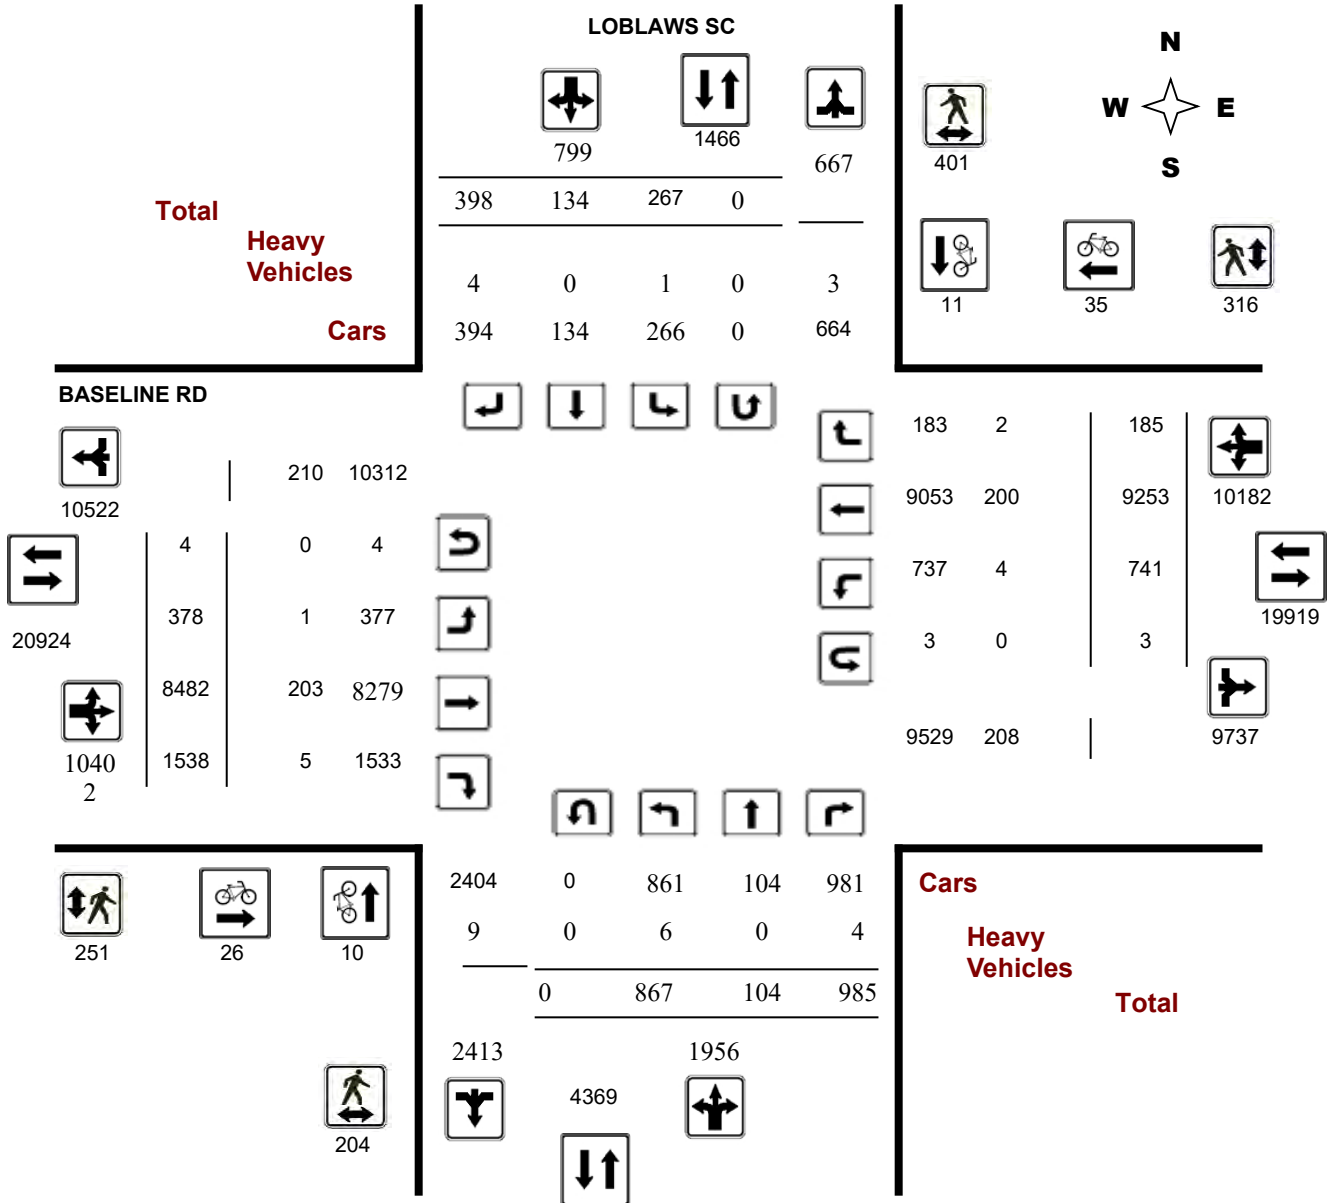 LOBLAWS SC
N
W E
S
799
1466
667
401
398 134 267 0
Total
Heavy
Vehicles
4 0 1 0 3
11 35 316
Cars
394 134 266 0 664
BASELINE RD
183 2 185
210 10312
10522
9053 200 9253 10182
4 0 4
737 4 741
378 1 377
20924
19919
3 0 3
8482 203 8279
9529 208 9737
1040
2
1538 5 1533
2404 0 861 104 981
Cars
251 26 10
9 0 6 0 4
Heavy
Vehicles
0 867 104 985
Total
2413 1956
4369
204